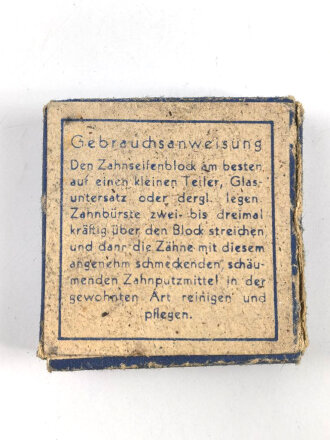 Gebrauchsanweisung
Den Zahnseifenblock am besten
auf einen kleinen Teller, Glas-
untersatz oder dergl. legen.
Zahnbürste zwei- bis dreimal
kräftig über den Block streichen
und dann die Zähne mit diesem
angenehm schmeckenden, schäu-
menden Zahnputzmittel in der
gewohnten Art reinigen und
pflegen.